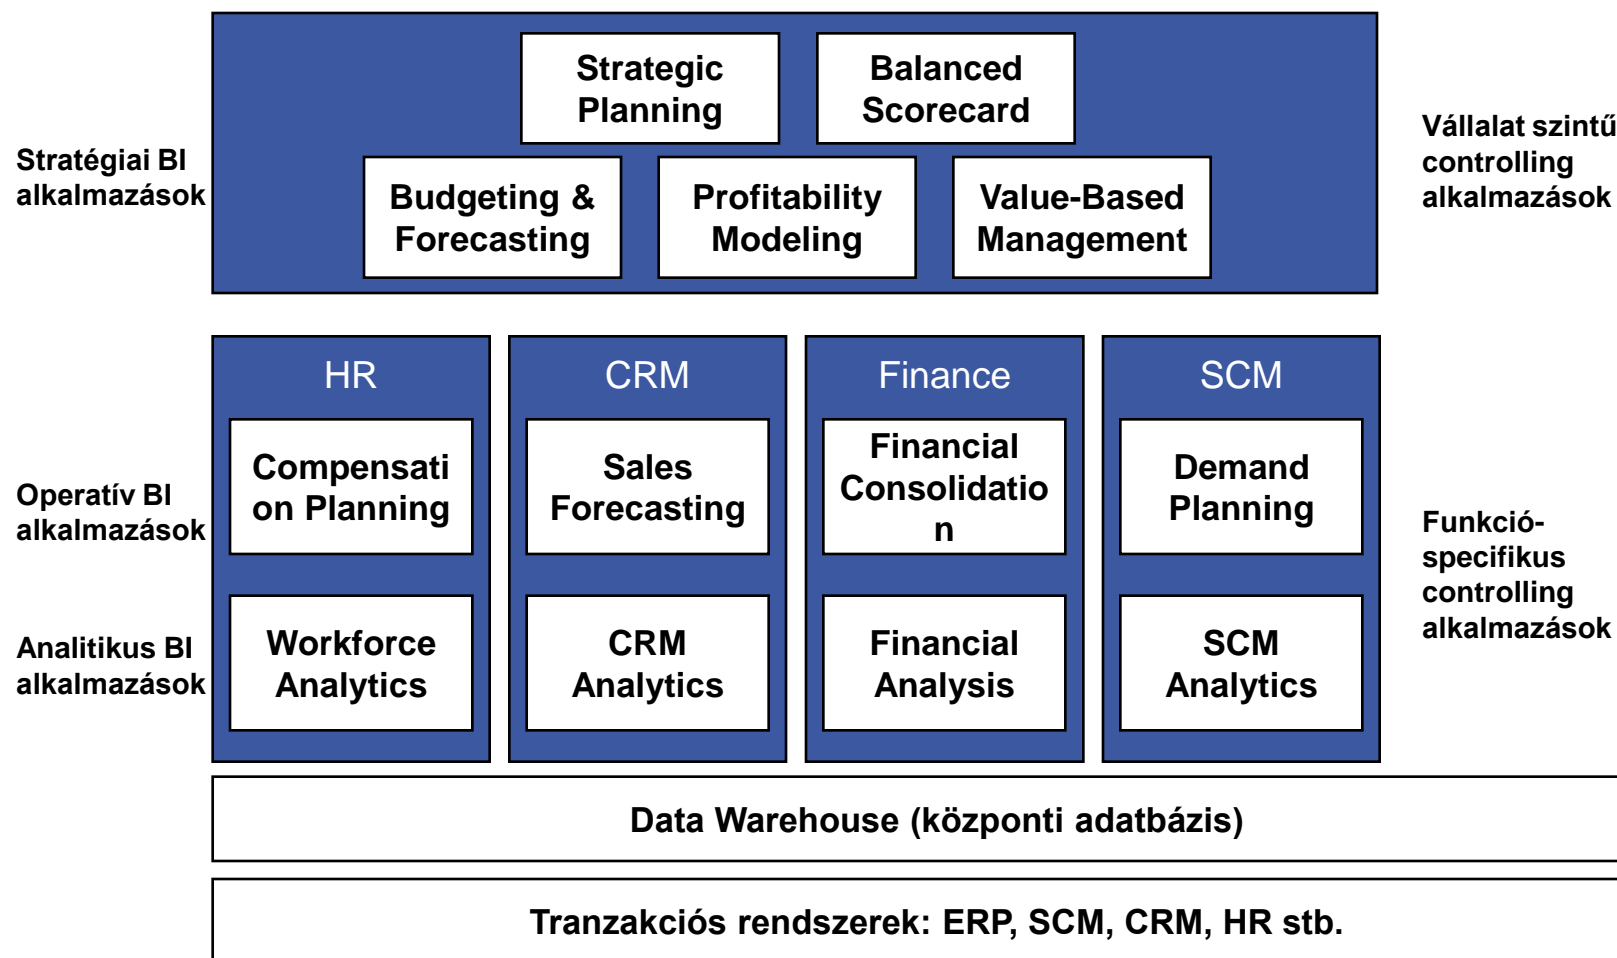 Strategic
Planning
Balanced
Scorecard
Stratégiai BI
alkalmazások
Budgeting &
Forecasting
Profitability
Modeling
Value-Based
Management
Vállalat szintű
controlling
alkalmazások
HR
CRM
Finance
SCM
Operatív BI
alkalmazások
Compensati
on Planning
Sales
Forecasting
Financial
Consolidatio
n
Demand
Planning
Funkció-
specifikus
controlling
alkalmazások
Analitikus BI
alkalmazások
Workforce
Analytics
CRM
Analytics
Financial
Analysis
SCM
Analytics
Data Warehouse (központi adatbázis)
Tranzakciós rendszerek: ERP, SCM, CRM, HR stb.